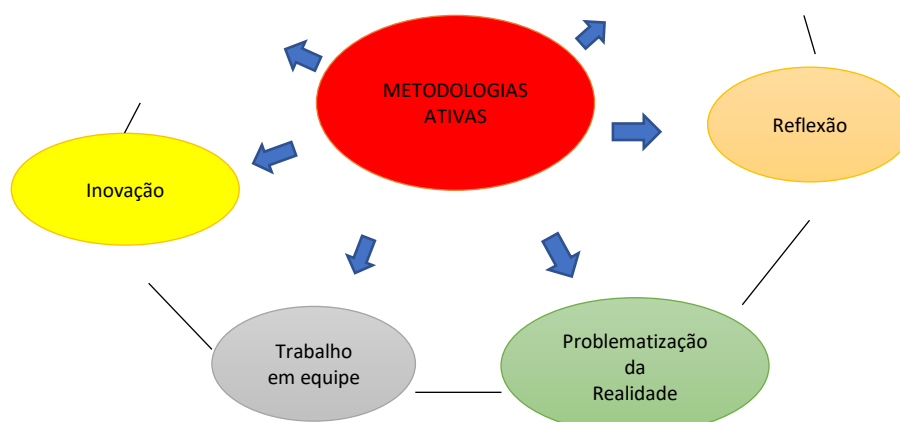 METODOLOGIAS
ATIVAS
Reflexão
Inovação
Trabalho
em equipe
Problematização
da
Realidade